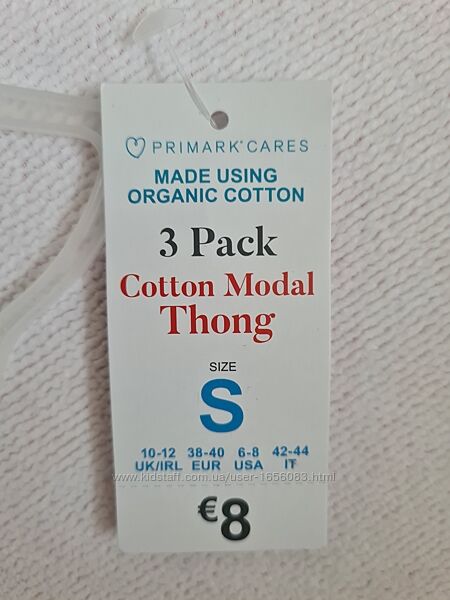 PRIMARK®CARES
MADE USING
ORGANIC COTTON
3 Pack
Cotton Modal
Thong
SIZE
S
10-12 38-40 6-8 42-44
UK/IRL EUR USA IT
www.kidstaff.com.ua/user-1656083.html
€8